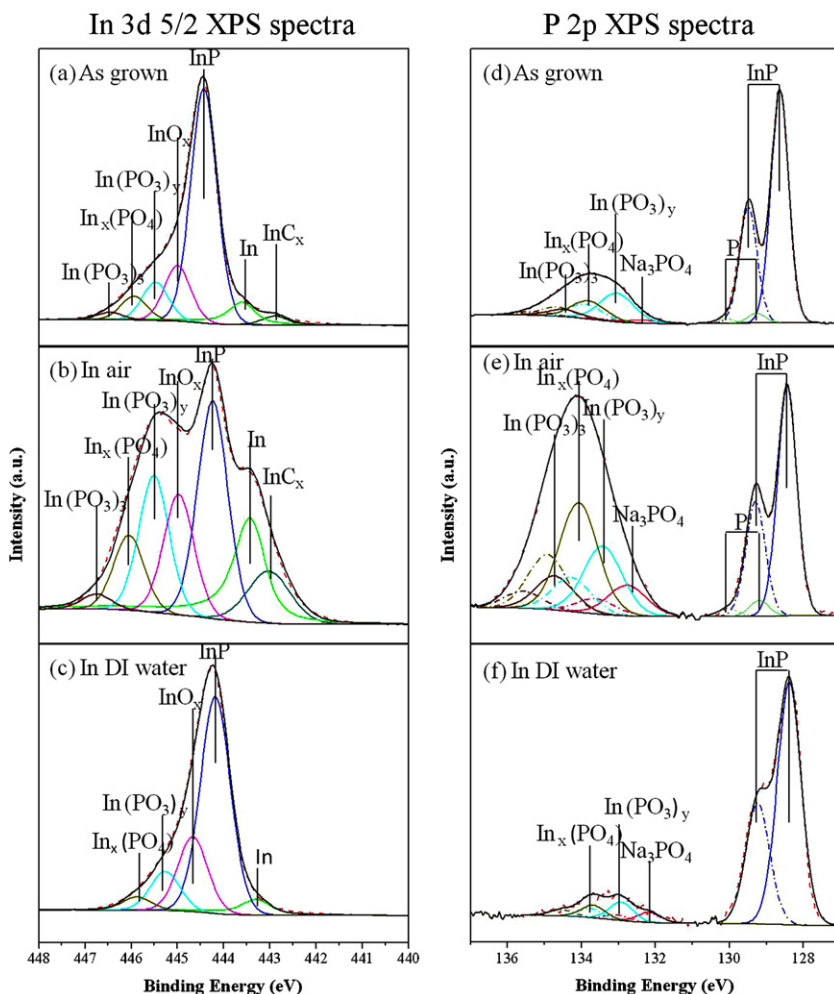 In 3d 5/2 XPS spectra
P 2p XPS spectra
(a) As grown
InP
InOx
In(PO3)y
Inx(PO4)
In(PO3)3
In
InCx
(b) In air
InP
InOx
In(PO3)y
Inx(PO4)
In(PO3)3
In
InCx
(c) In DI water
InP
InOx
In(PO3)y
Inx(PO4)
In
Intensity (a.u.)
448 447 446 445 444 443 442 441 440
Binding Energy (eV)
(d) As grown
InP
In(PO3)y
Inx(PO4)
P
In(PO3)3
Na3PO4
(e) In air
InP
Inx(PO4)
In(PO3)y
In(PO3)3
P
Na3PO4
(f) In DI water
InP
In(PO3)y
Inx(PO4)
Na3PO4
Intensity (a.u.)
136 134 132 130 128
Binding Energy (eV)